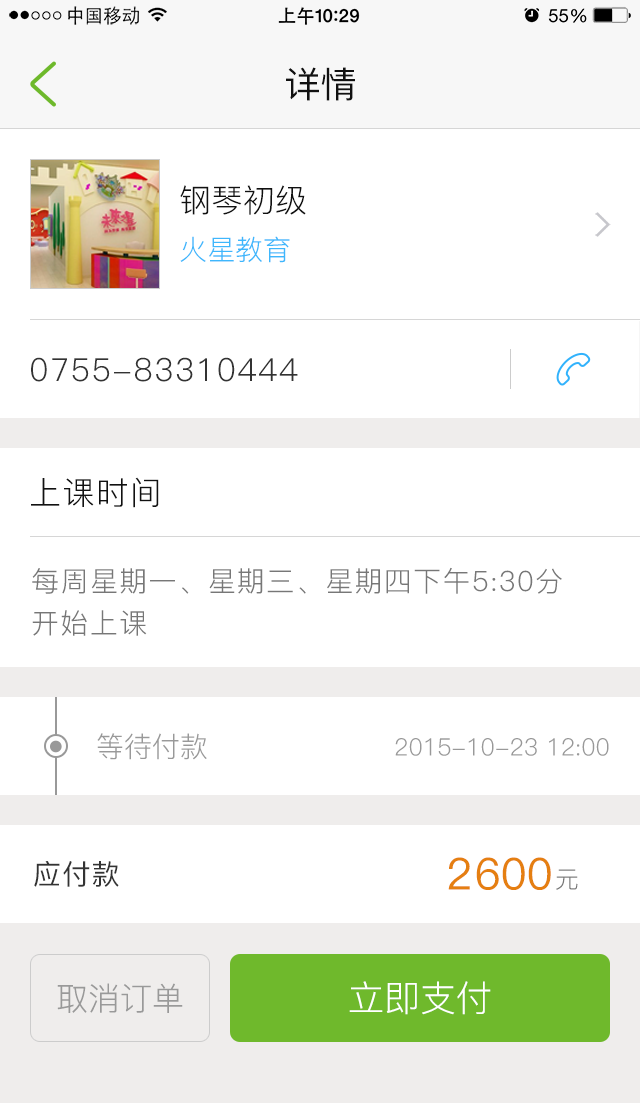 中国移动 上午10:29 55%
详情
钢琴初级
火星教育
0755-83310444
上课时间
每周星期一、星期三、星期四下午5:30分
开始上课
等待付款 2015-10-23 12:00
应付款 2600元
取消订单 立即支付